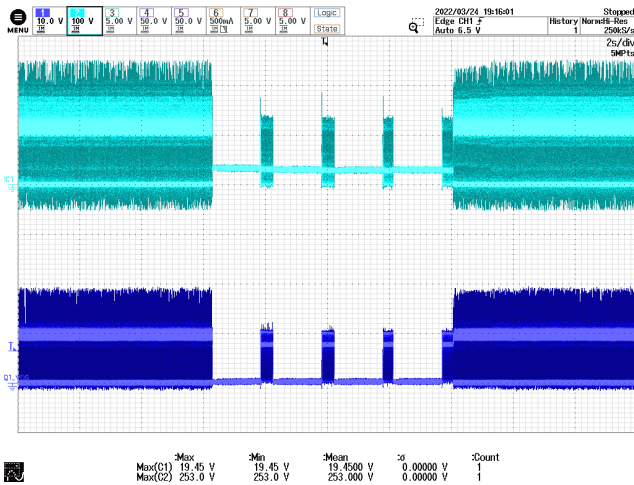 1 2 3 4 5 6 7 8 Logic 2022/03/24 19:16:01 Stopped
10.0 V 100 V 5.00 V 50.0 V 50.0 V 500mA 5.00 V 5.00 V Edge CH1 History Norm:Hi-Res
MENU State Auto 6.5 V 1 250kS/s
2s/div
5MPts
:Max :Min :Mean :σ :Count
Max(C1) 19.45 V 19.45 V 19.4500 V 0.00000 V 1
Max(C2) 253.0 V 253.0 V 253.000 V 0.00000 V 1